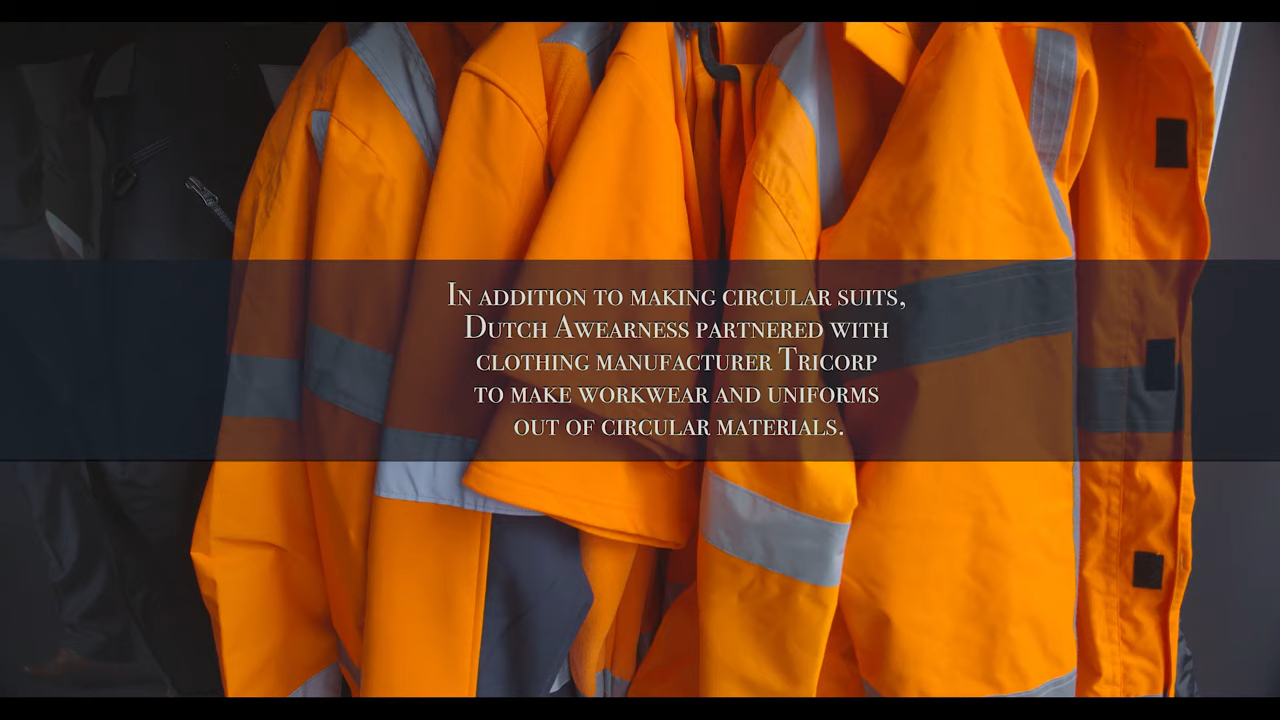 In addition to making circular suits,
Dutch Awearness partnered with
clothing manufacturer Tricorp
to make workwear and uniforms
out of circular materials.